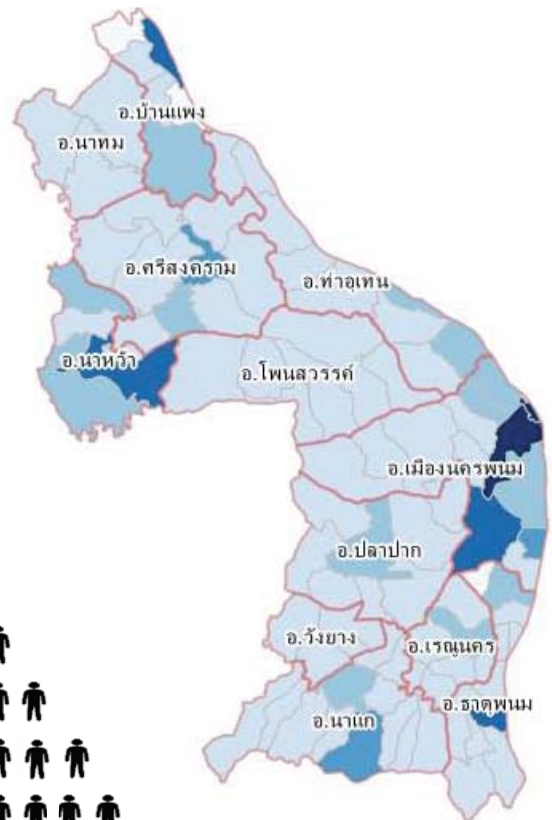 อ.บ้านแพง
อ.นาทม
อ.ศรีสงคราม
อ.ท่าอุเทน
อ.นาหว้า
อ.โพนสวรรค์
อ.เมืองนครพนม
อ.ปลาปาก
อ.วังยาง
อ.เรณูนคร
อ.ธาตุพนม
อ.นาแก